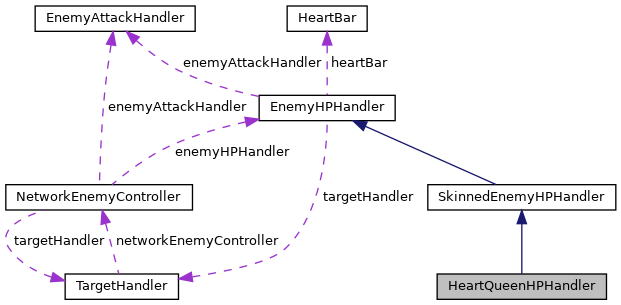 EnemyAttackHandler
HeartBar
enemyAttackHandler
heartBar
enemyAttackHandler
EnemyHPHandler
enemyHPHandler
NetworkEnemyController
targetHandler
SkinnedEnemyHPHandler
targetHandler
networkEnemyController
TargetHandler
HeartQueenHPHandler